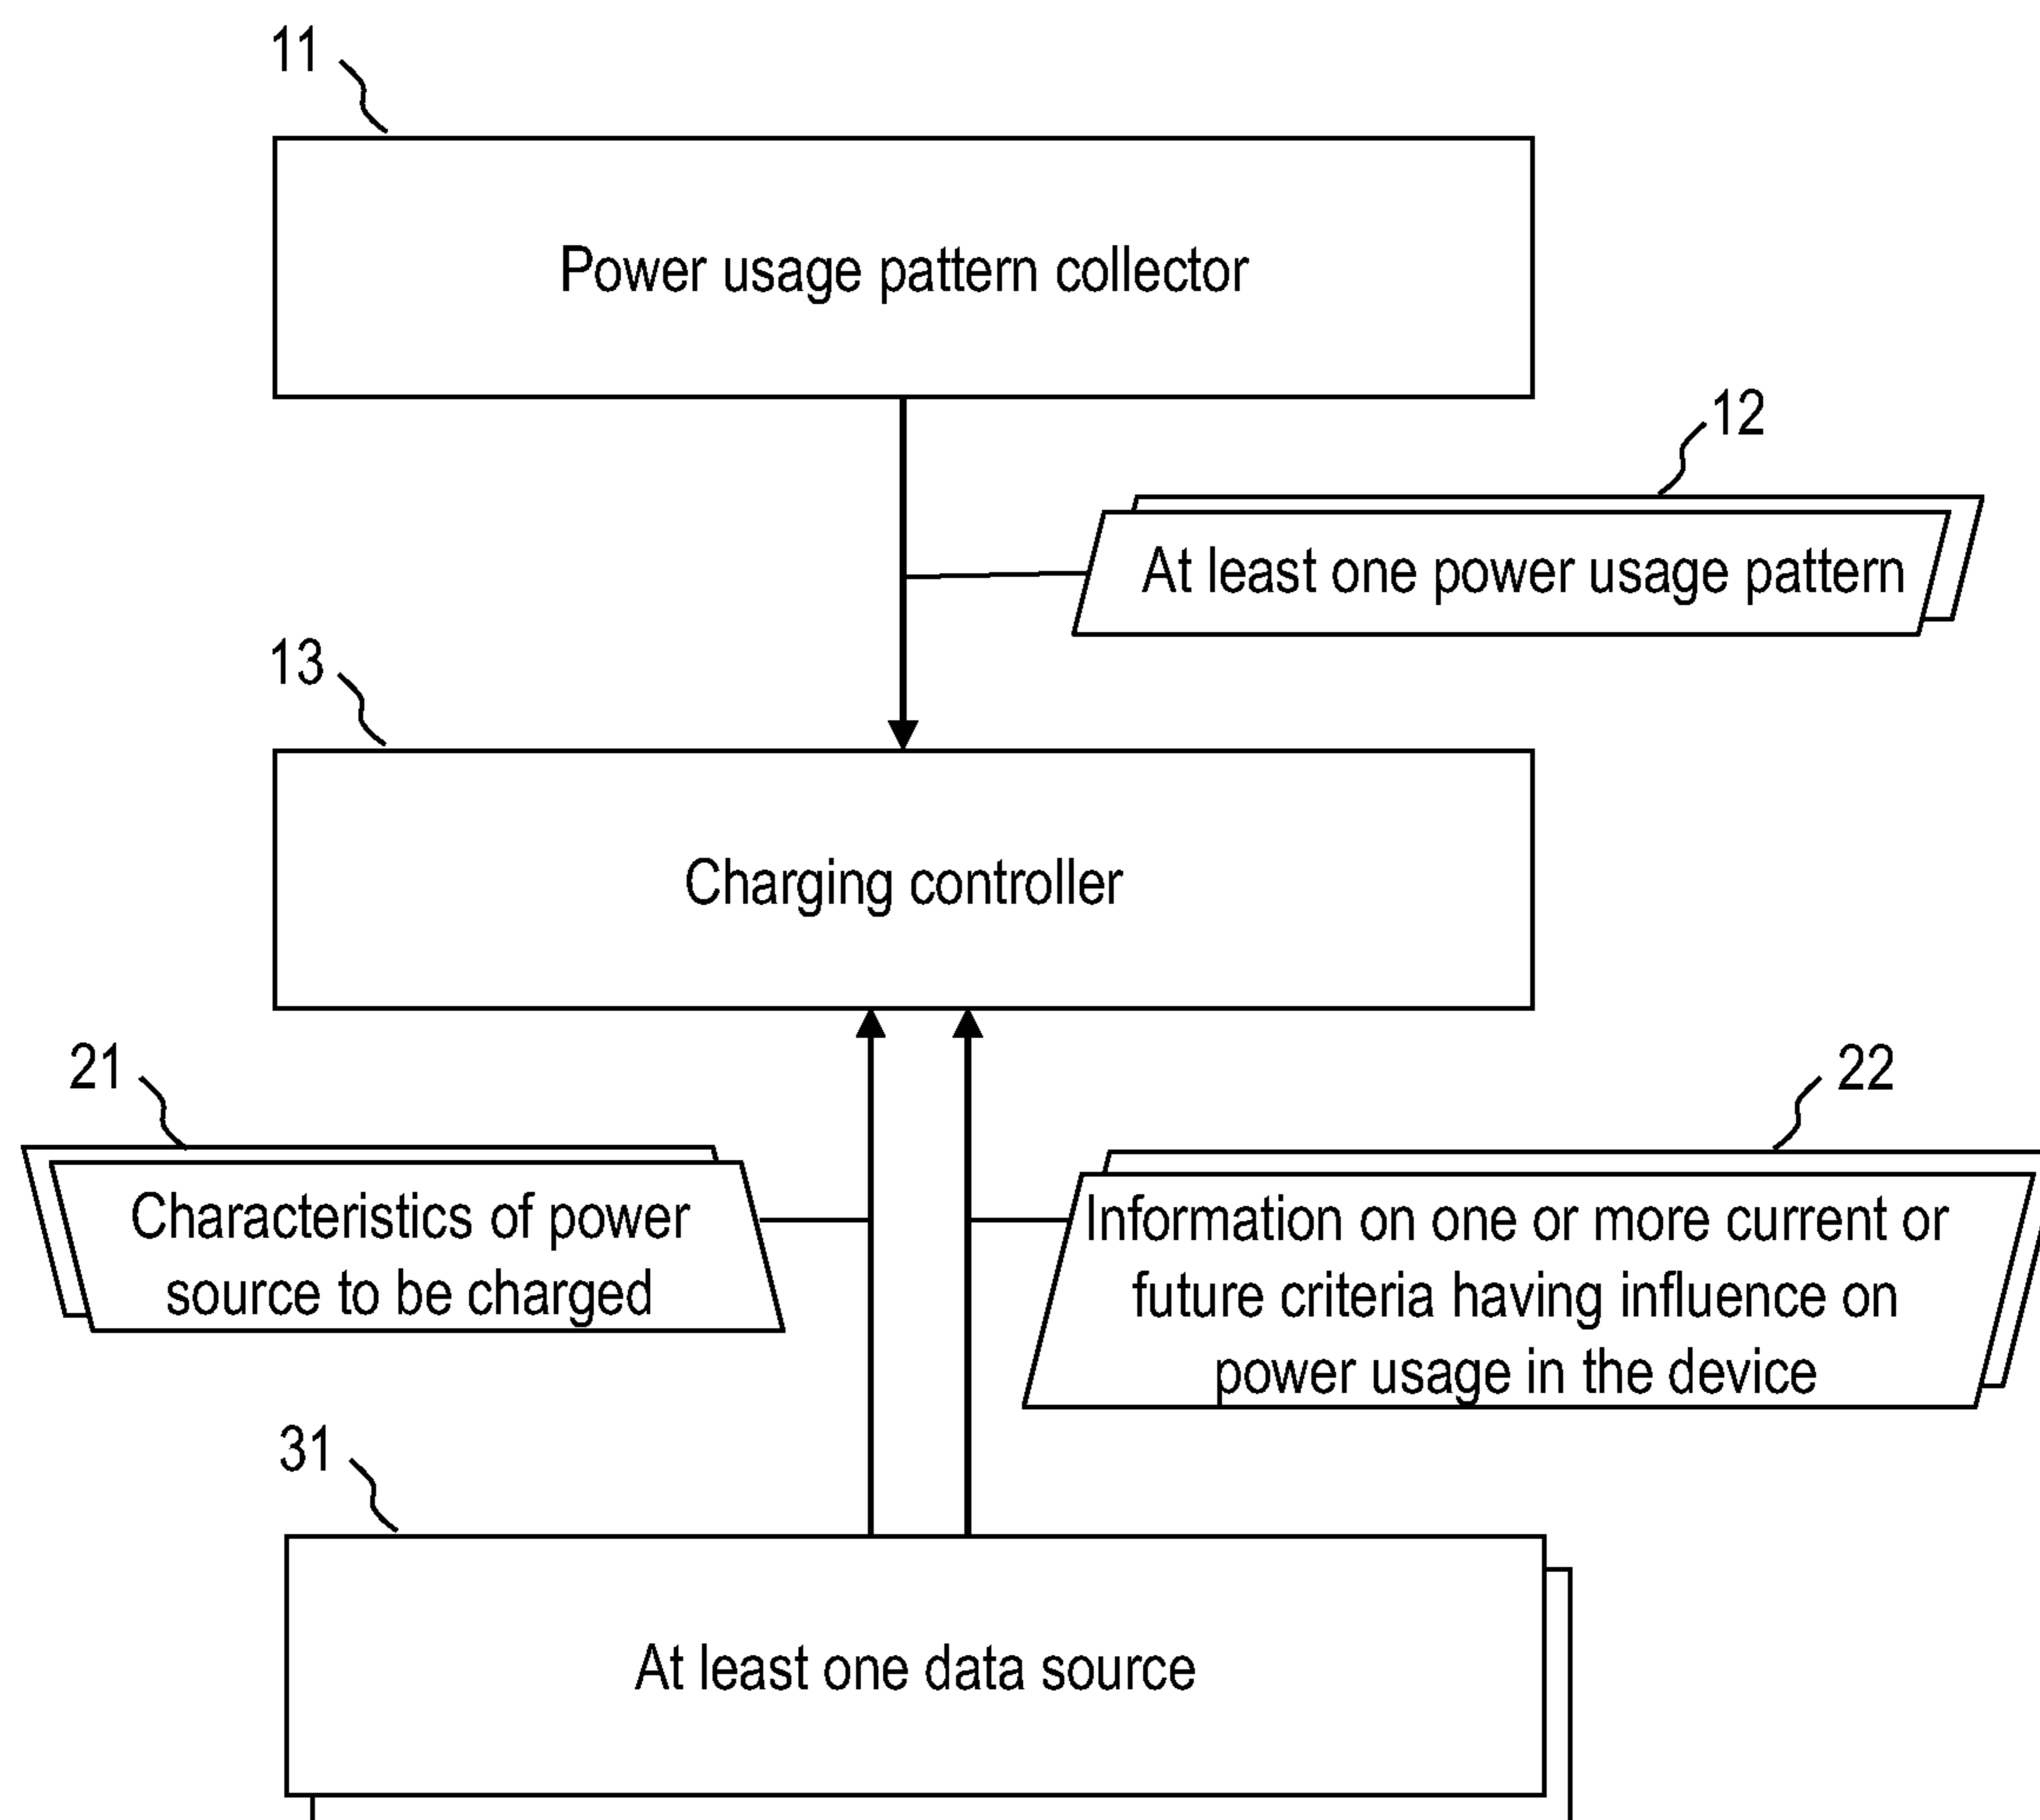 11
Power usage pattern collector
12
At least one power usage pattern
13
Charging controller
21
Characteristics of power
source to be charged
22
Information on one or more current or
future criteria having influence on
power usage in the device
31
At least one data source